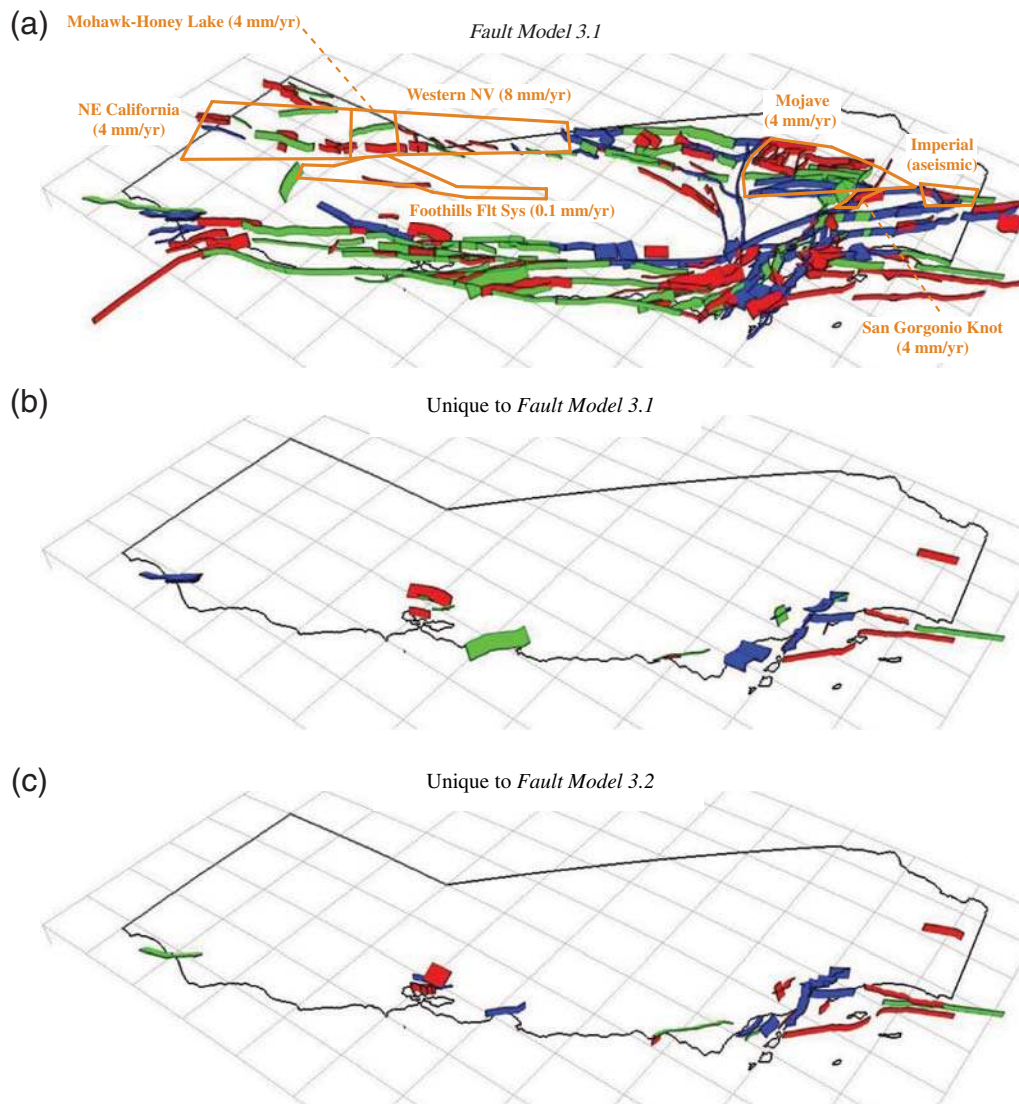 (a)
Mohawk-Honey Lake (4 mm/yr)
Fault Model 3.1
NE California
(4 mm/yr)
Western NV (8 mm/yr)
Mojave
(4 mm/yr)
Imperial
(aseismic)
Foothills Flt Sys (0.1 mm/yr)
San Gorgonio Knot
(4 mm/yr)
(b)
Unique to Fault Model 3.1
(c)
Unique to Fault Model 3.2